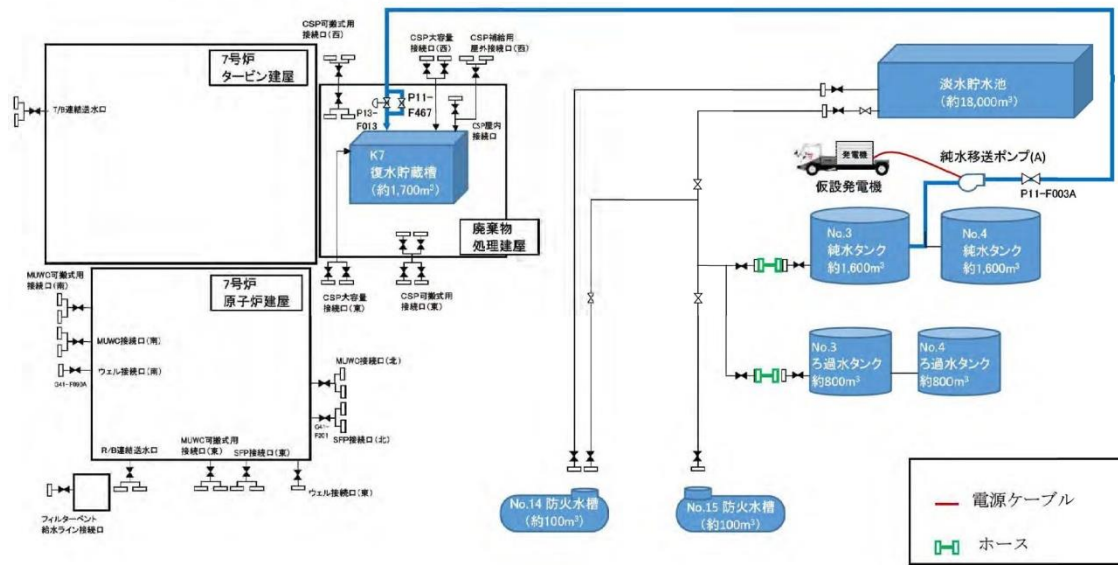 CSP可搬式用
接続口(西)
CSP大容量
接続口(西)
CSP補給用
屋外接続口(西)
7号炉
タービン建屋
T/B連結送水口
P13-
F013
P11-
F467
CSP屋内
接続口
K7
復水貯蔵槽
(約1,700m³)
廃棄物
処理建屋
CSP大容量
接続口(東)
CSP可搬式用
接続口(東)
淡水貯水池
(約18,000m³)
発電機
仮設発電機
純水移送ポンプ(A)
P11-F003A
No.3
純水タンク
約1,600m³
No.4
純水タンク
約1,600m³
No.3
ろ過水タンク
約800m³
No.4
ろ過水タンク
約800m³
MUWC可搬式用
接続口(南)
7号炉
原子炉建屋
MUWC接続口(南)
ウェル接続口(南)
MUWC接続口(北)
G41-
F201
SFP接続口(北)
R/B連結送水口
MUWC可搬式用
接続口(東)
SFP接続口(東)
ウェル接続口(東)
フィルターベント
給水ライン接続口
No.14 防火水槽
(約100m³)
No.15 防火水槽
(約100m³)
電源ケーブル
ホース